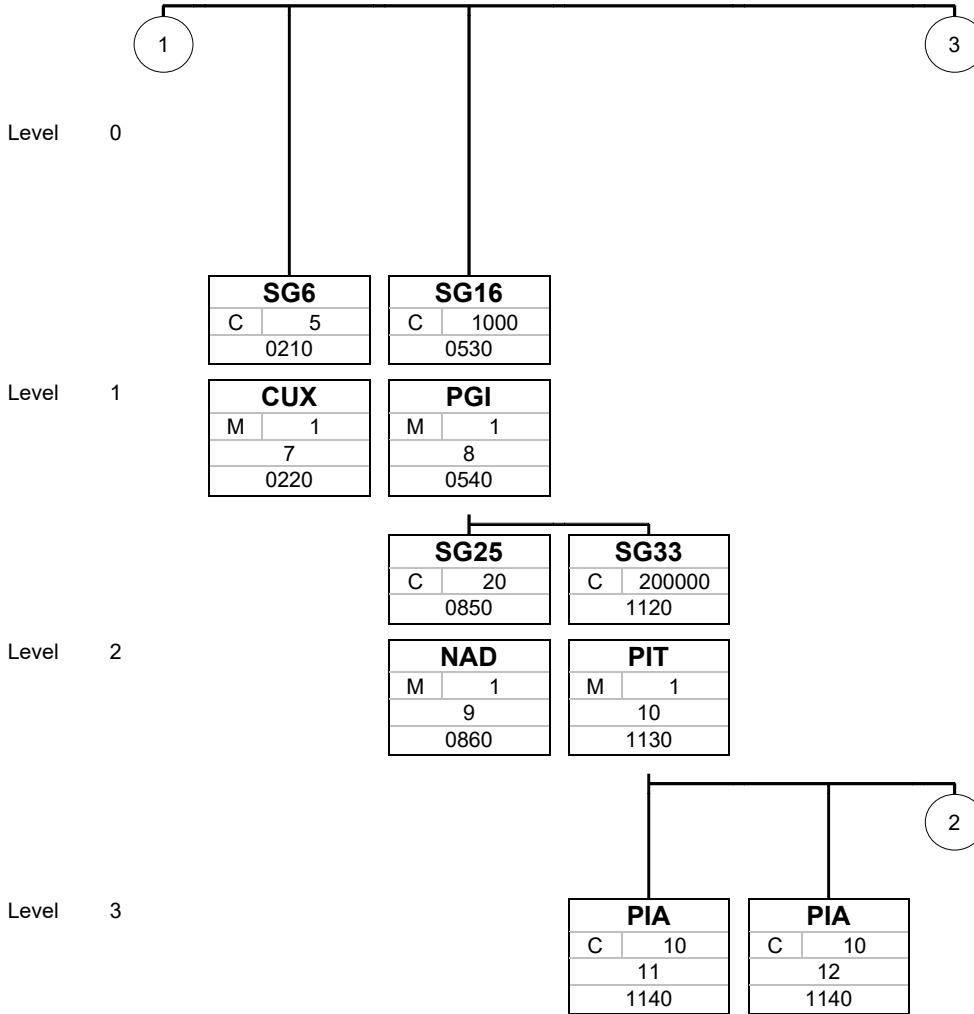 1 3
Level 0
SG6 SG16
C 5 C 1000
0210 0530
Level 1
CUX PGI
M 1 M 1
7 8
0220 0540
SG25 SG33
C 20 C 200000
0850 1120
Level 2
NAD PIT
M 1 M 1
9 10
0860 1130
2
Level 3
PIA PIA
C 10 C 10
11 12
1140 1140